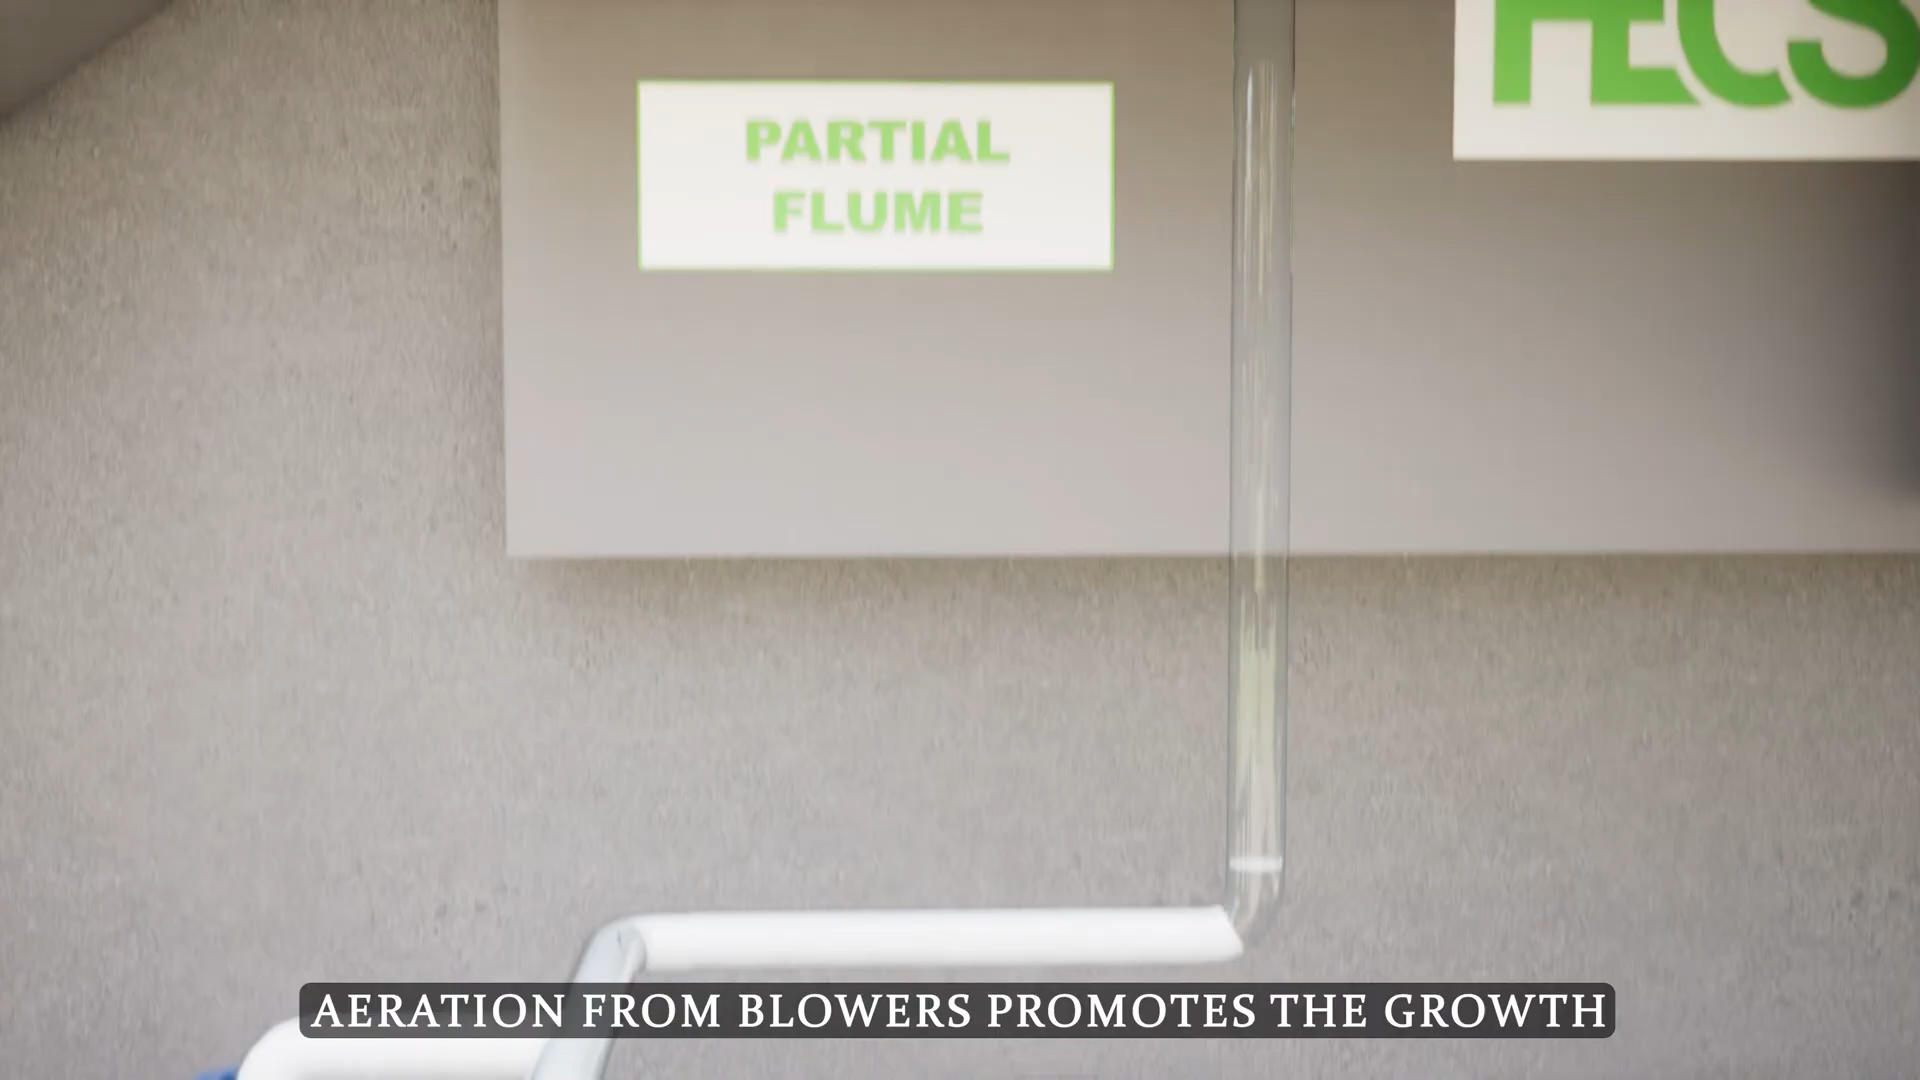 PARTIAL
FLUME
AERATION FROM BLOWERS PROMOTES THE GROWTH